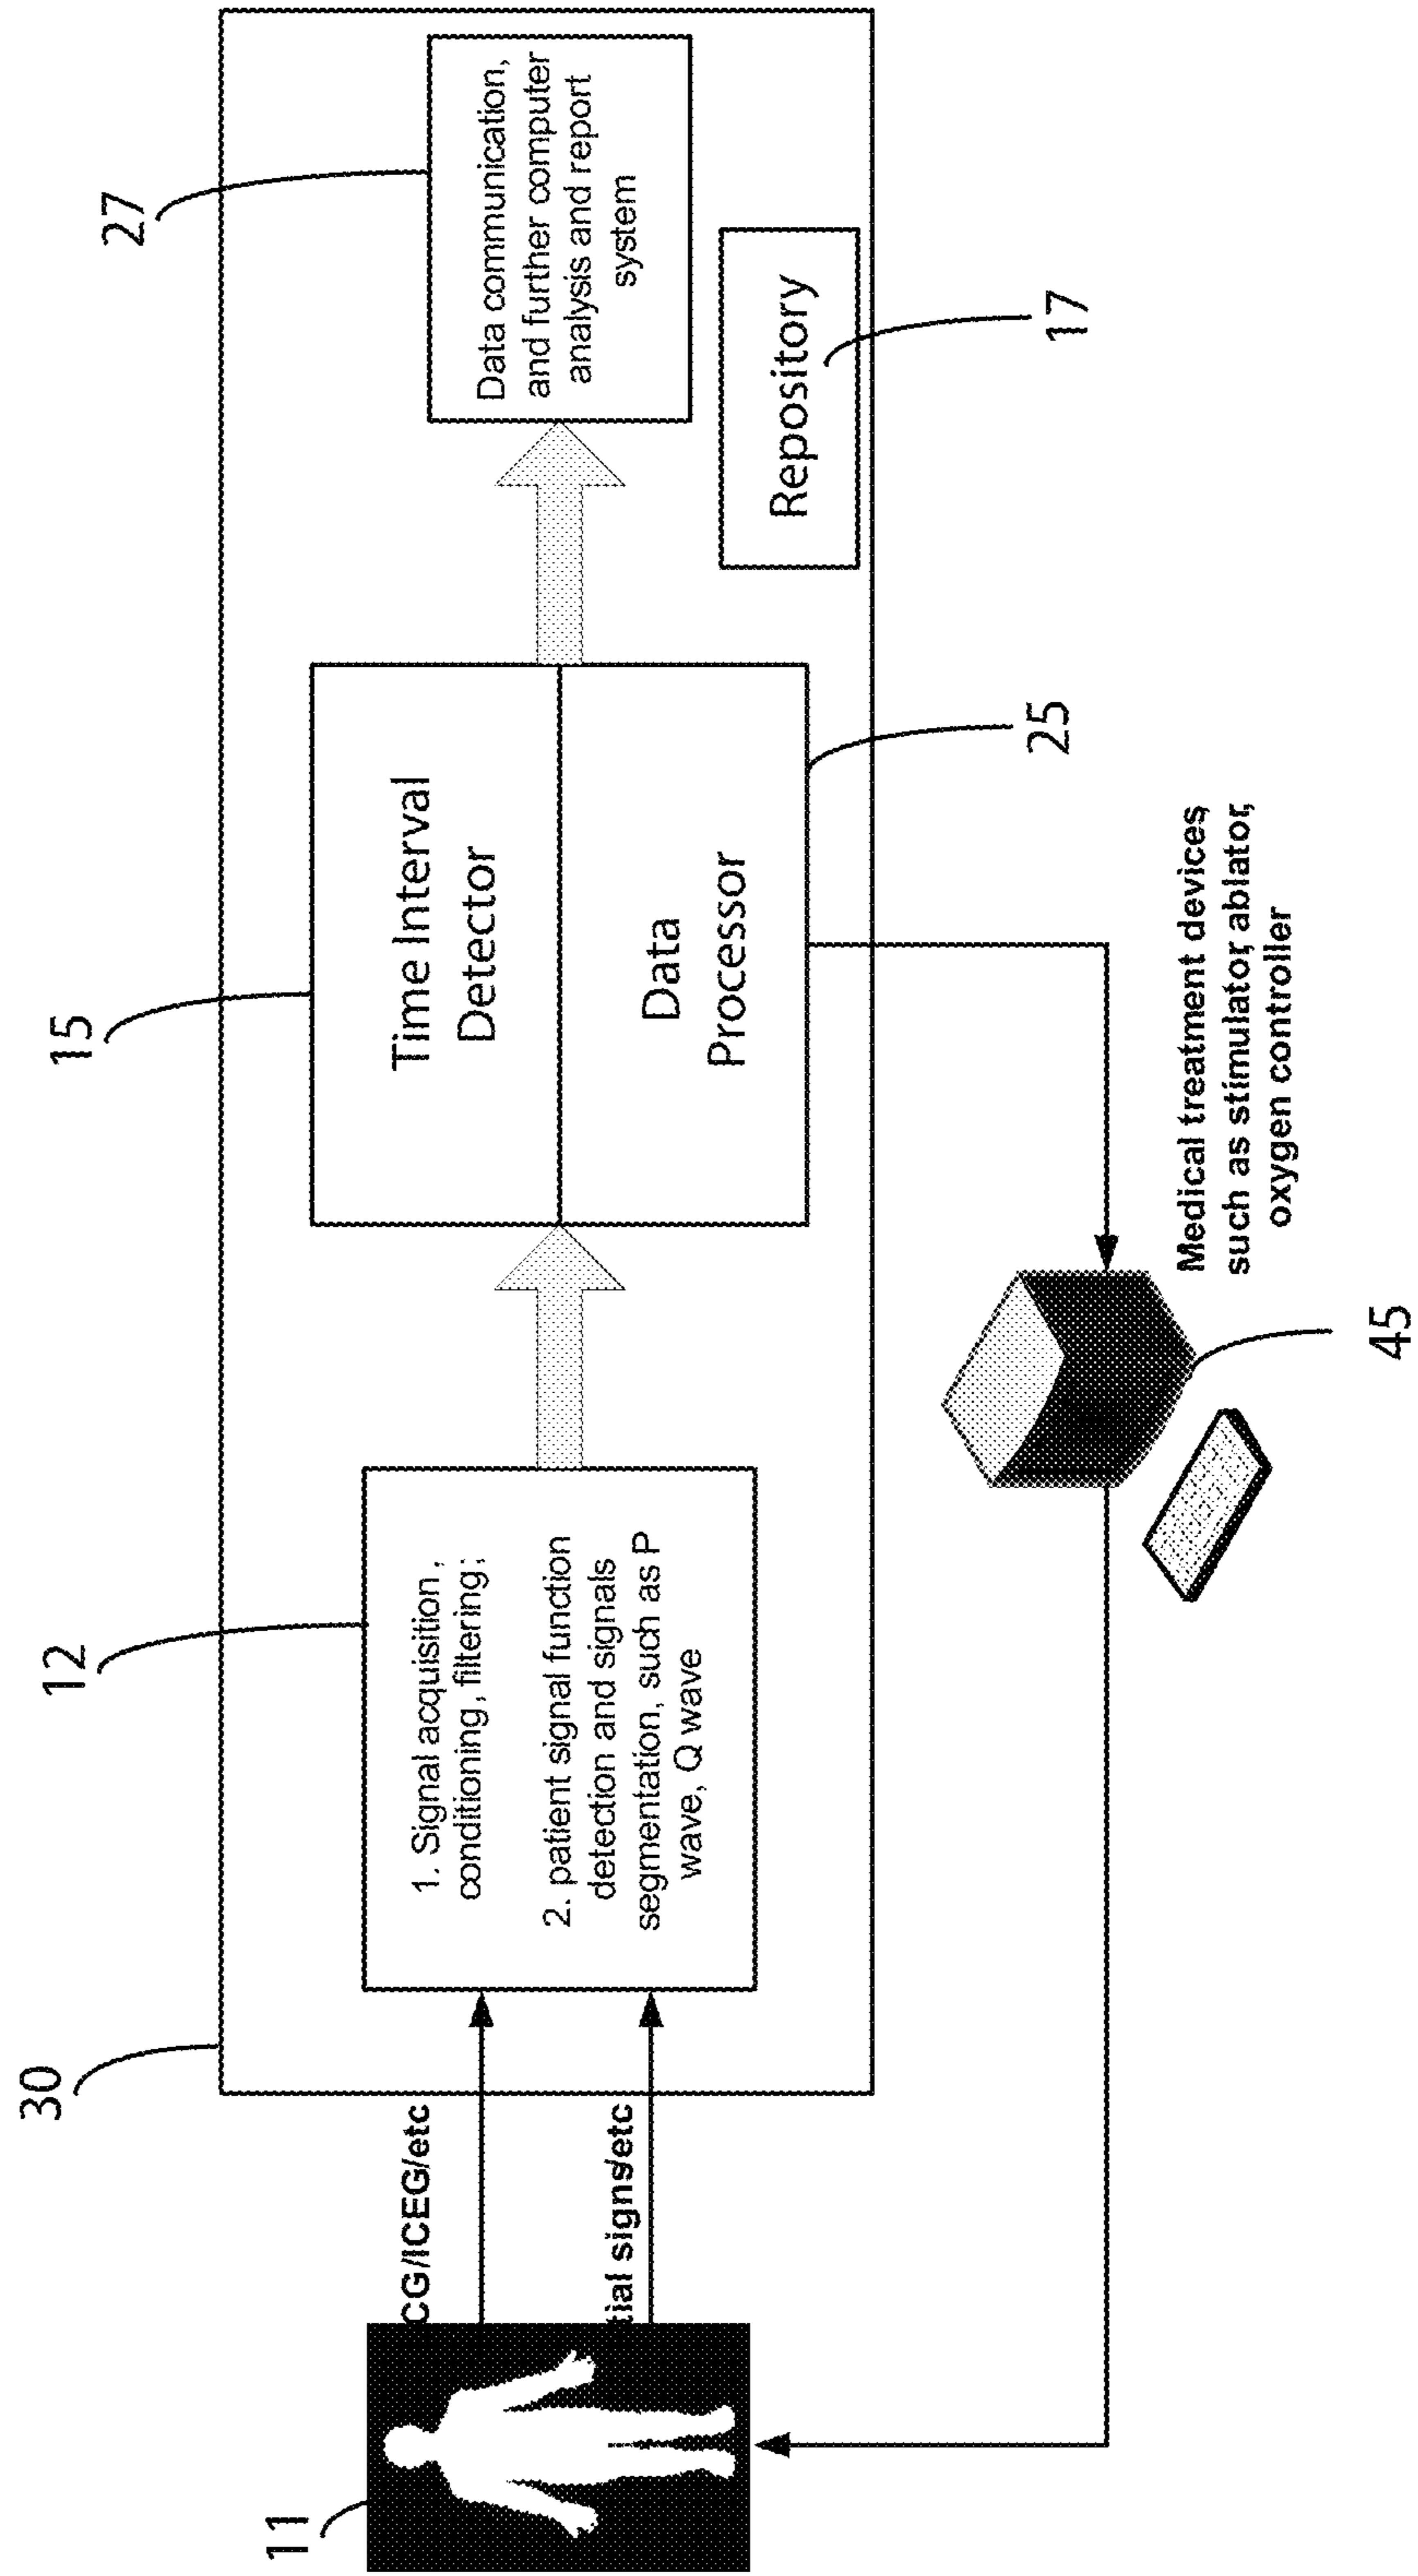 30
12
15
27
11
CG/ICEG/etc
tial signs/etc
1. Signal acquisition,
conditioning, filtering;
2. patient signal function
detection and signals
segmentation, such as P
wave, Q wave
Time Interval
Detector
Data
Processor
Data communication,
and further computer
analysis and report
system
Repository
17
25
Medical treatment devices,
such as stimulator, ablator,
oxygen controller
45